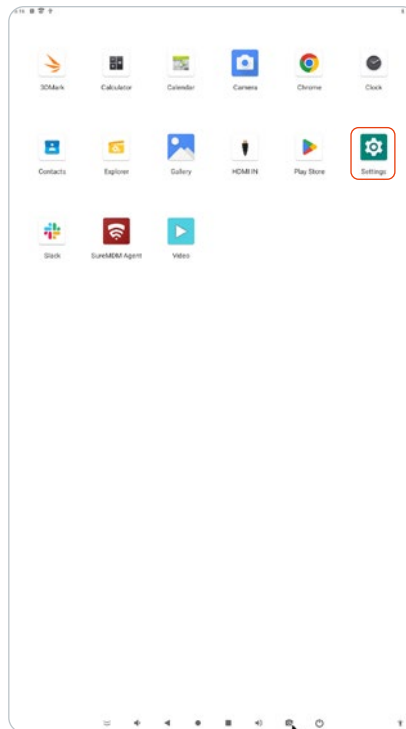 3DMark Calculator Calendar Camera Chrome Clock
Contacts Explorer Gallery HDMI IN Play Store Settings
Slack SureMDM Agent Video